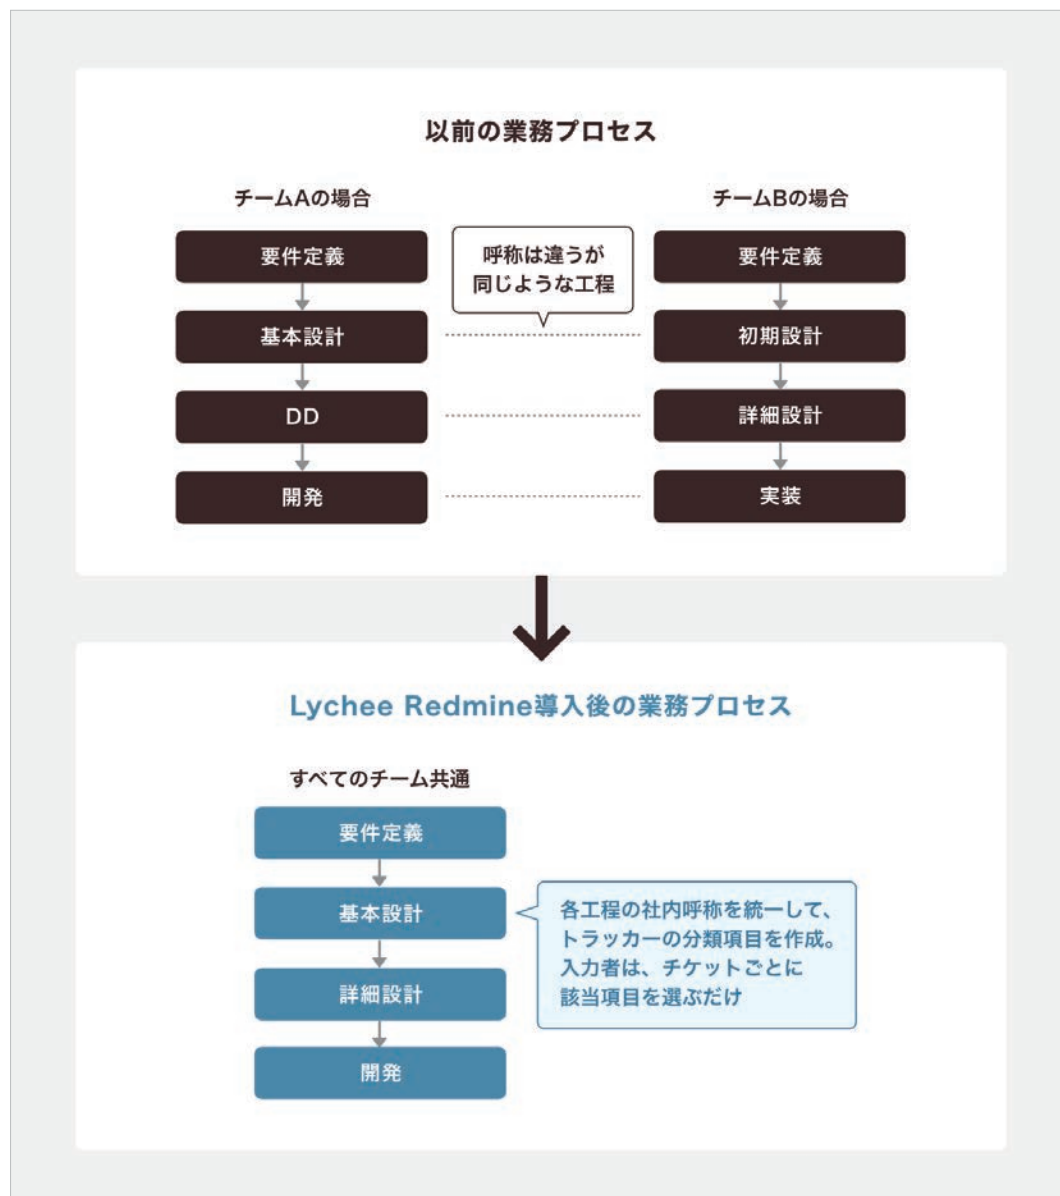 以前の業務プロセス
チームAの場合
要件定義
基本設計
DD
開発
呼称は違うが
同じような工程
チームBの場合
要件定義
初期設計
詳細設計
実装
Lychee Redmine導入後の業務プロセス
すべてのチーム共通
要件定義
基本設計
詳細設計
開発
各工程の社内呼称を統一して、
トラッカーの分類項目を作成。
入力者は、チケットごとに
該当項目を選ぶだけ